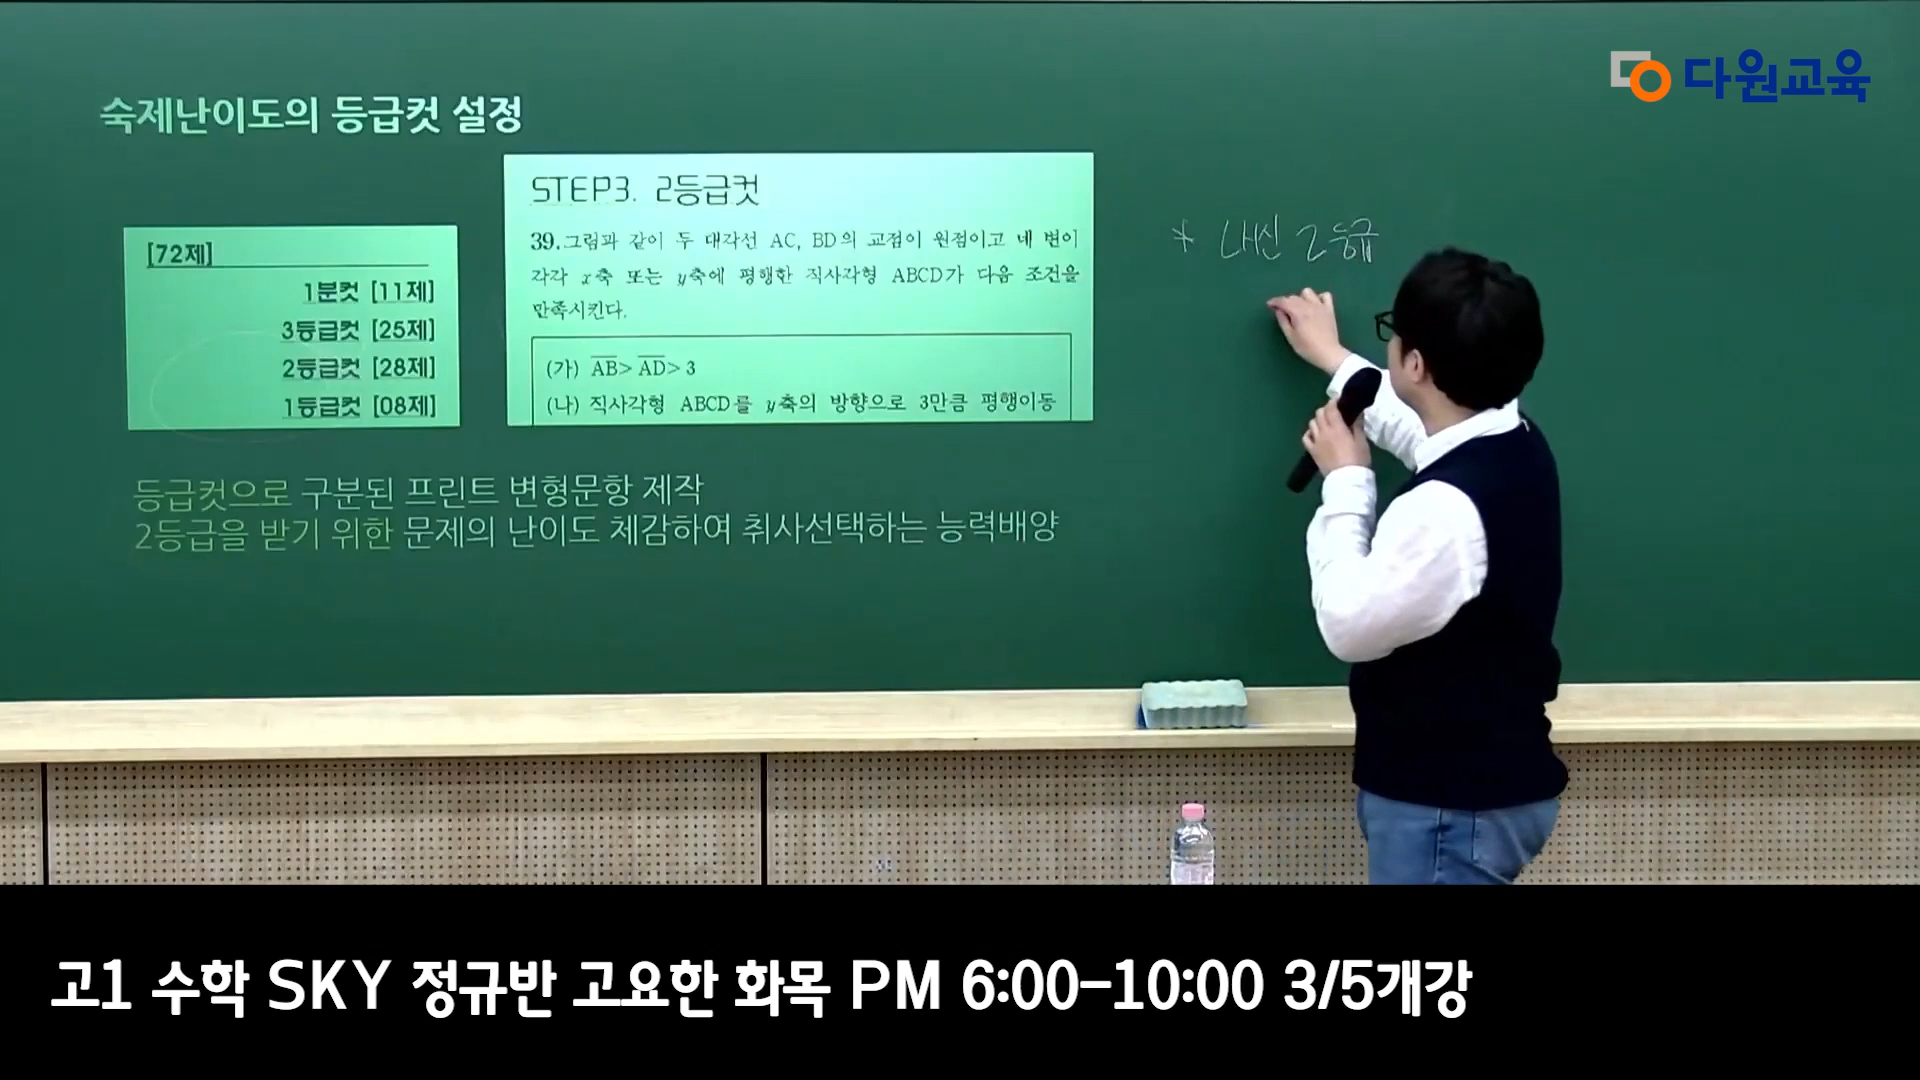 다원교육
숙제난이도의 등급컷 설정
[72제]
1분컷 [11제]
3등급컷 [25제]
2등급컷 [28제]
1등급컷 [08제]
STEP3. 2등급컷
39.그림과 같이 두 대각선 AC, BD의 교점이 원점이고 네 변이
각각 x축 또는 y축에 평행한 직사각형 ABCD가 다음 조건을
만족시킨다.
(가) AB> AD> 3
(나) 직사각형 ABCD를 y축의 방향으로 3만큼 평행이동
* 내신 2등급
등급컷으로 구분된 프린트 변형문항 제작
2등급을 받기 위한 문제의 난이도 체감하여 취사선택하는 능력배양
고1 수학 SKY 정규반 고요한 화목 PM 6:00-10:00 3/5개강